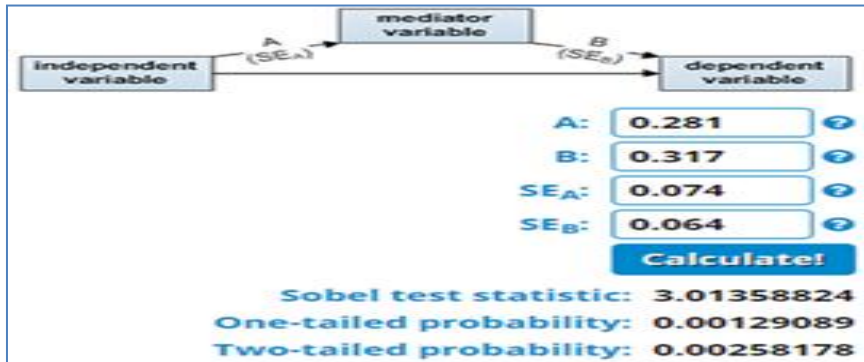 mediator
variable
A
(SEA)
B
(SEB)
independent
variable
dependent
variable
A: 0.281 ?
B: 0.317 ?
SEA: 0.074 ?
SEB: 0.064 ?
Calculate!
Sobel test statistic: 3.01358824
One-tailed probability: 0.00129089
Two-tailed probability: 0.00258178